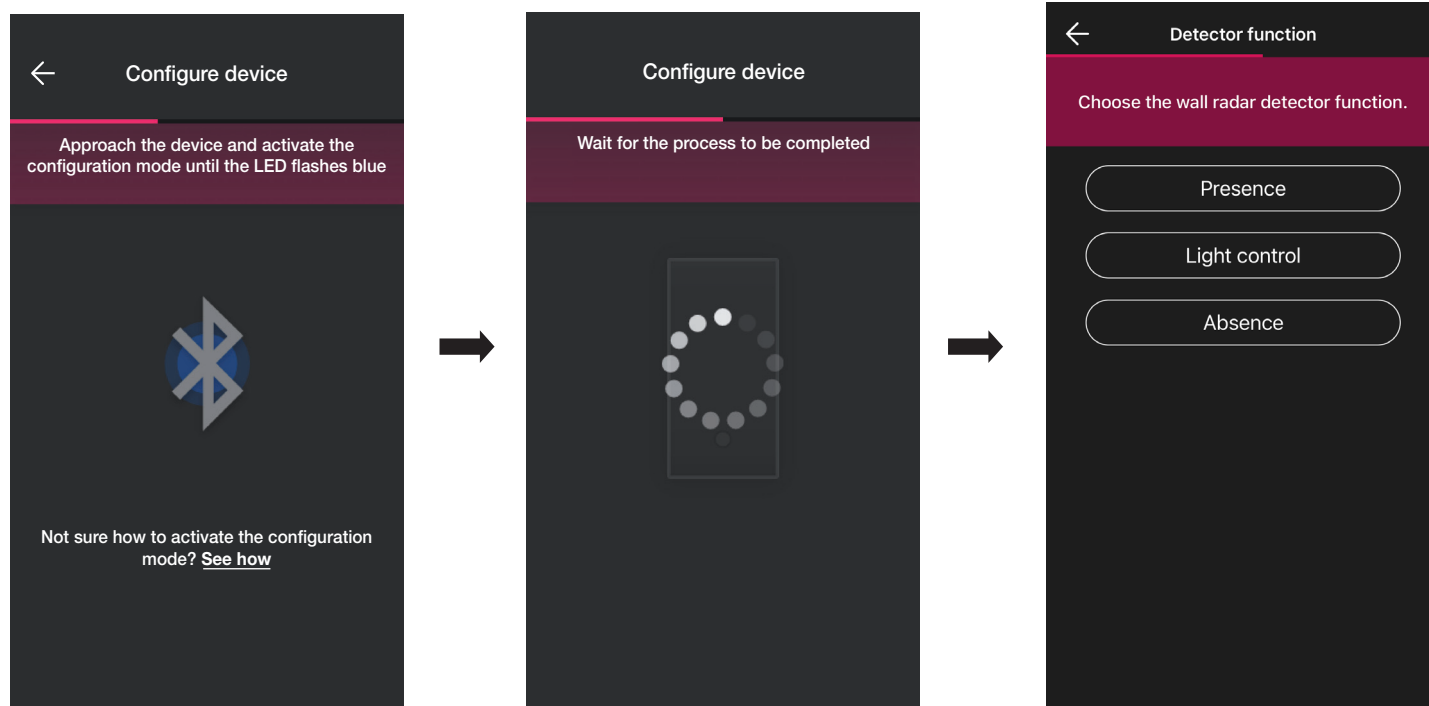 Configure device
Approach the device and activate the
configuration mode until the LED flashes blue
Not sure how to activate the configuration
mode? See how
Configure device
Wait for the process to be completed
Detector function
Choose the wall radar detector function.
Presence
Light control
Absence